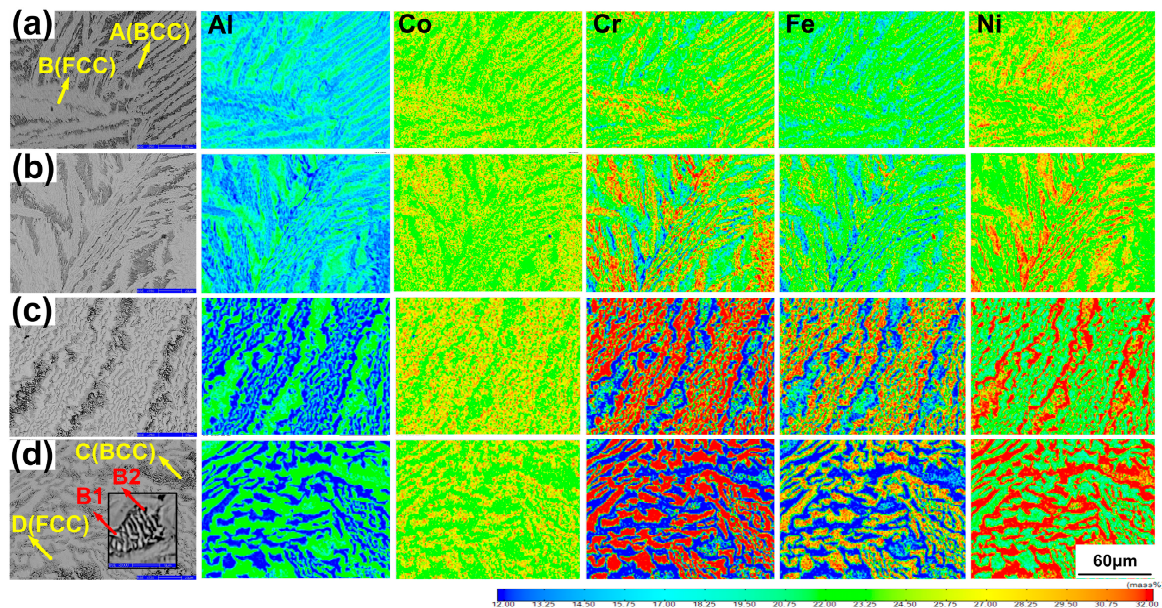 (a) Al Co Cr Fe Ni
A(BCC)
B(FCC)
(b)
(c)
(d)
C(BCC)
B2
B1
D(FCC)
60μm
(mass%
12.00 13.25 14.50 15.75 17.00 18.25 19.50 20.75 22.00 23.25 24.50 25.75 27.00 28.25 29.50 30.75 32.00